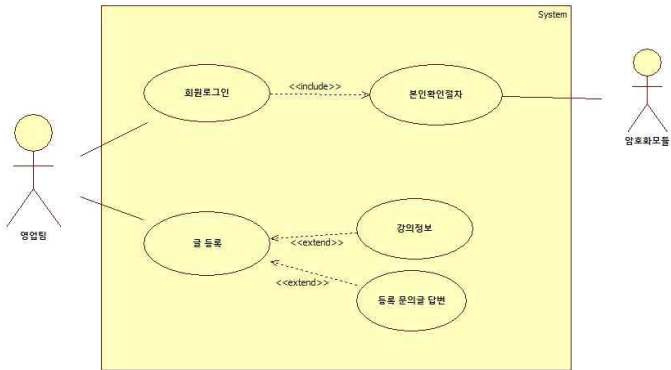 System
회원로그인
<<include>>
본인확인절차
암호화모듈
영업팀
글 등록
<<extend>>
강의정보
<<extend>>
등록 문의글 답변